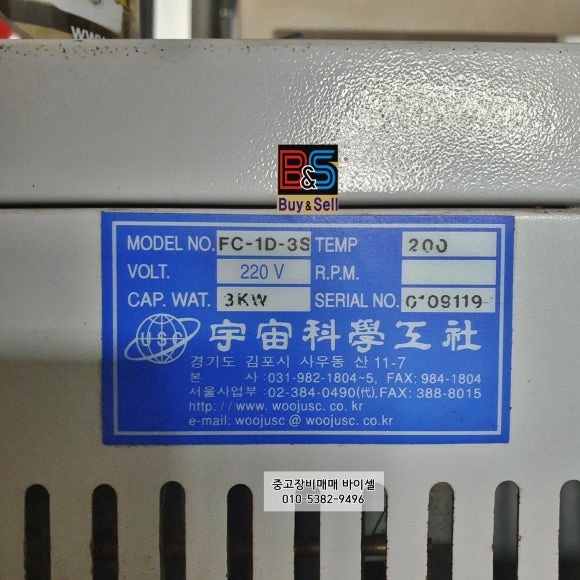 www
B&S
Buy & Sell
MODEL NO. FC-1D-3S TEMP 200
VOLT. 220 V R.P.M.
CAP. WAT. 3KW SERIAL NO. 0109119
USC 宇宙科學工社
경기도 김포시 사우동 산 11-7
본 사 : 031-982-1804~5, FAX: 984-1804
서울사업부 : 02-384-0490(代), FAX: 388-8015
http://www.woojusc.co.kr
e-mail: woojusc @ woojusc.co.kr
중고장비매매 바이셀
010-5382-9496